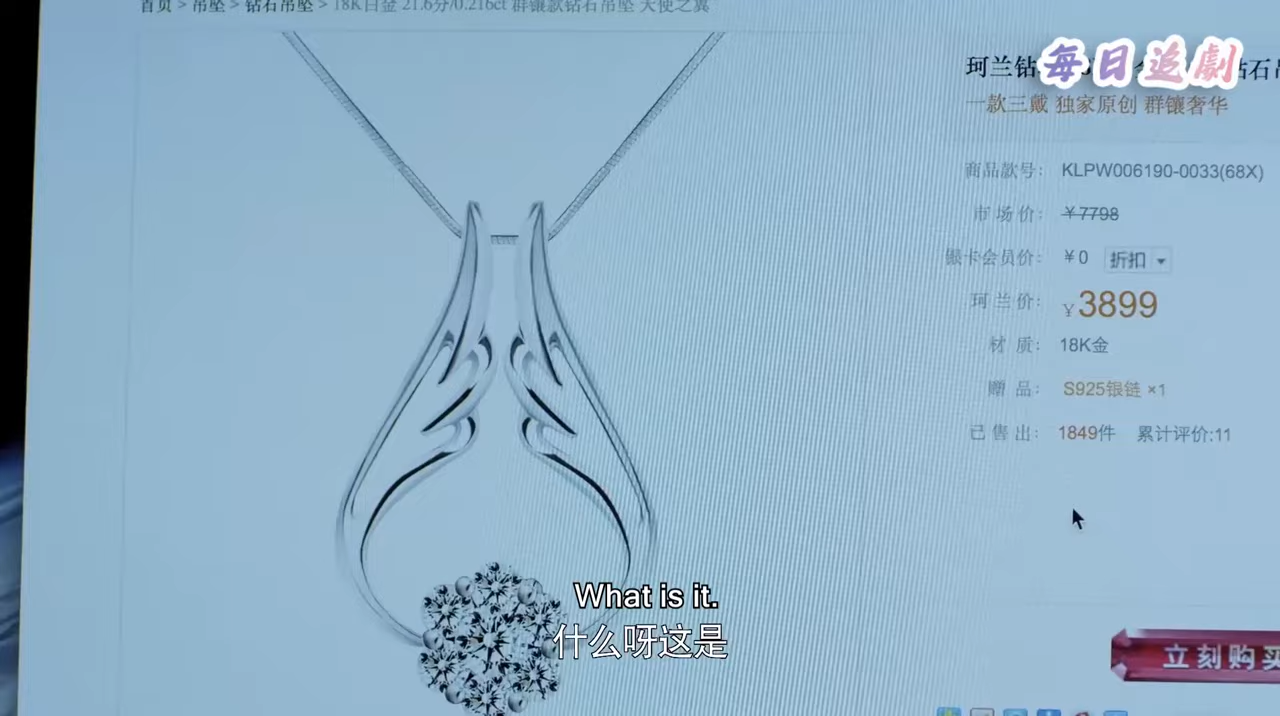 首页 > 吊坠 > 钻石吊坠 > 18K白金 21.6分/0.216ct 群镶款钻石吊坠 天使之翼
每日追劇
珂兰钻
钻石
一款三戴 独家原创 群镶奢华
商品款号: KLPW006190-0033(68X)
市场价: ¥7798
银卡会员价: ¥0 折扣
珂兰价: ¥3899
材质: 18K金
赠品: S925银链 ×1
已售出: 1849件 累计评价:11
What is it.
什么呀这是
立刻购买